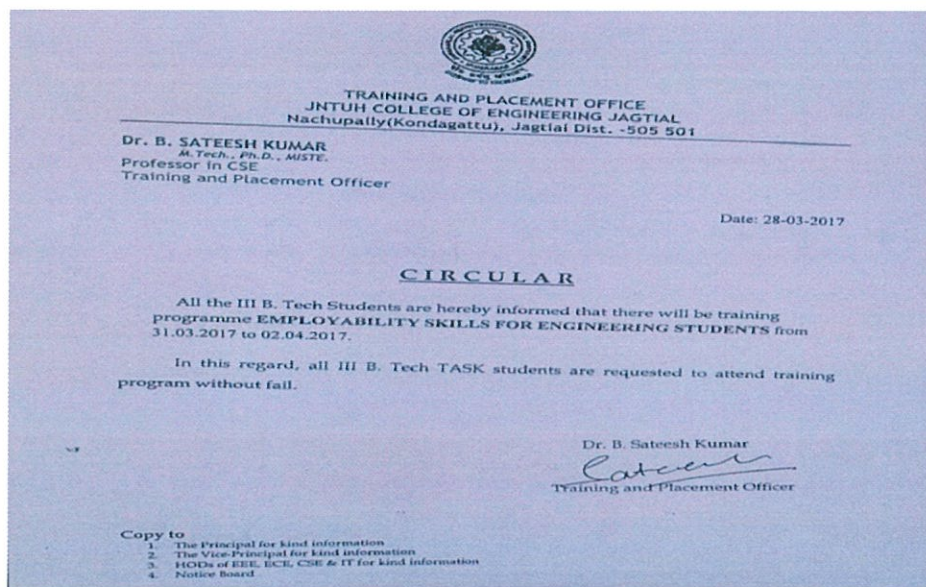 TRAINING AND PLACEMENT OFFICE
JNTUH COLLEGE OF ENGINEERING JAGTIAL
Nachupally(Kondagattu), Jagtial Dist. -505 501
Dr. B. SATEESH KUMAR
M.Tech., Ph.D., MISTE.
Professor in CSE
Training and Placement Officer
Date: 28-03-2017
CIRCULAR
All the III B. Tech Students are hereby informed that there will be training
programme EMPLOYABILITY SKILLS FOR ENGINEERING STUDENTS from
31.03.2017 to 02.04.2017.
In this regard, all III B. Tech TASK students are requested to attend training
program without fail.
Dr. B. Sateesh Kumar
Sateesh
Training and Placement Officer
Copy to
1. The Principal for kind information
2. The Vice-Principal for kind information
3. HODs of EEE, ECE, CSE & IT for kind information
4. Notice Board